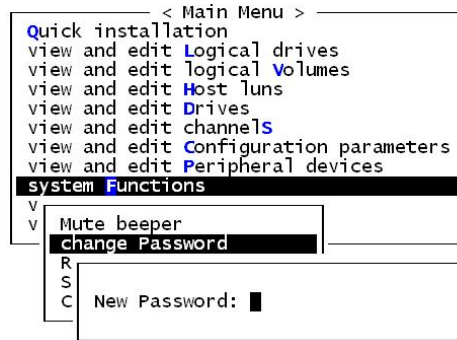 < Main Menu >
Quick installation
view and edit Logical drives
view and edit logical Volumes
view and edit Host luns
view and edit Drives
view and edit channelS
view and edit Configuration parameters
view and edit Peripheral devices
system Functions
v
v
Mute beeper
change Password
R
S
C
New Password: